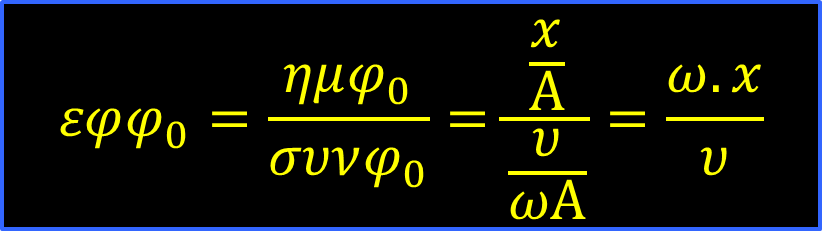 εφφ₀ = ημφ₀/συνφ₀ = (x/A)/(υ/ωA) = ω.x/υ